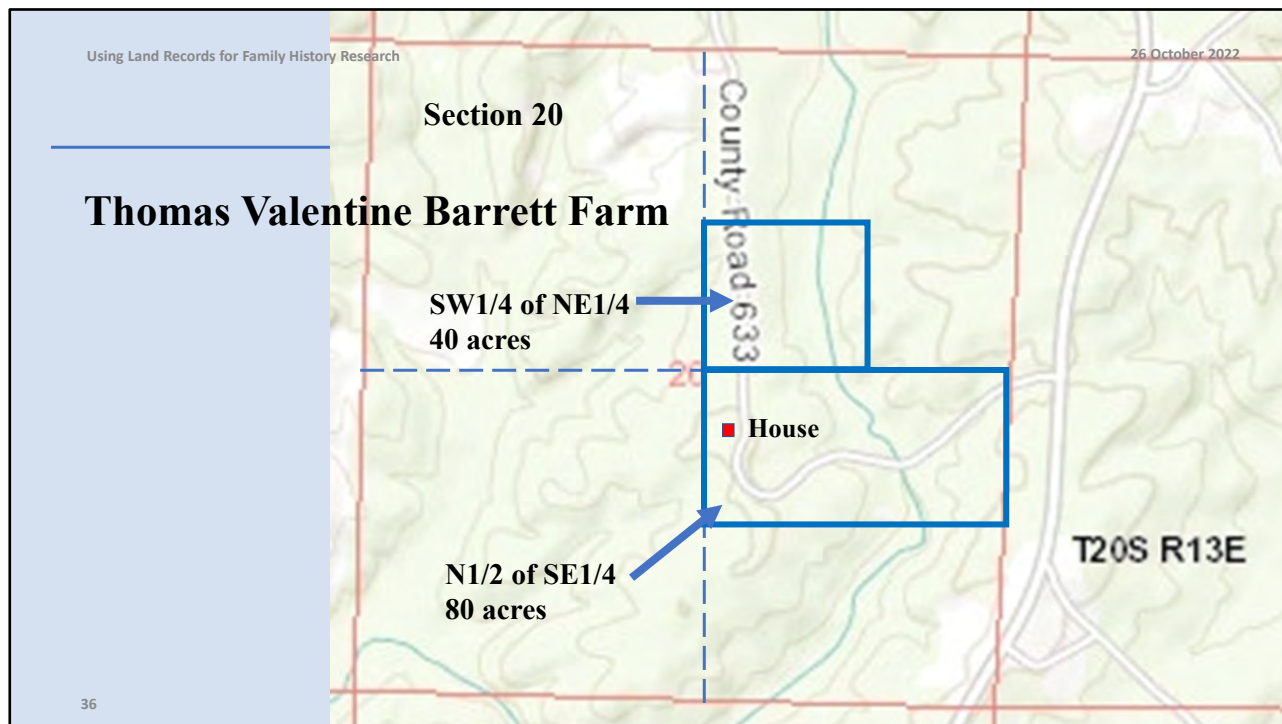 Using Land Records for Family History Research
26 October 2022
Section 20
Thomas Valentine Barrett Farm
County Road 633
SW1/4 of NE1/4
40 acres
20
House
N1/2 of SE1/4
80 acres
T20S R13E
36